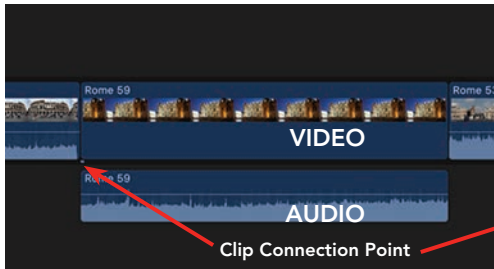 Rome 59
Rome 5
VIDEO
Rome 59
AUDIO
Clip Connection Point